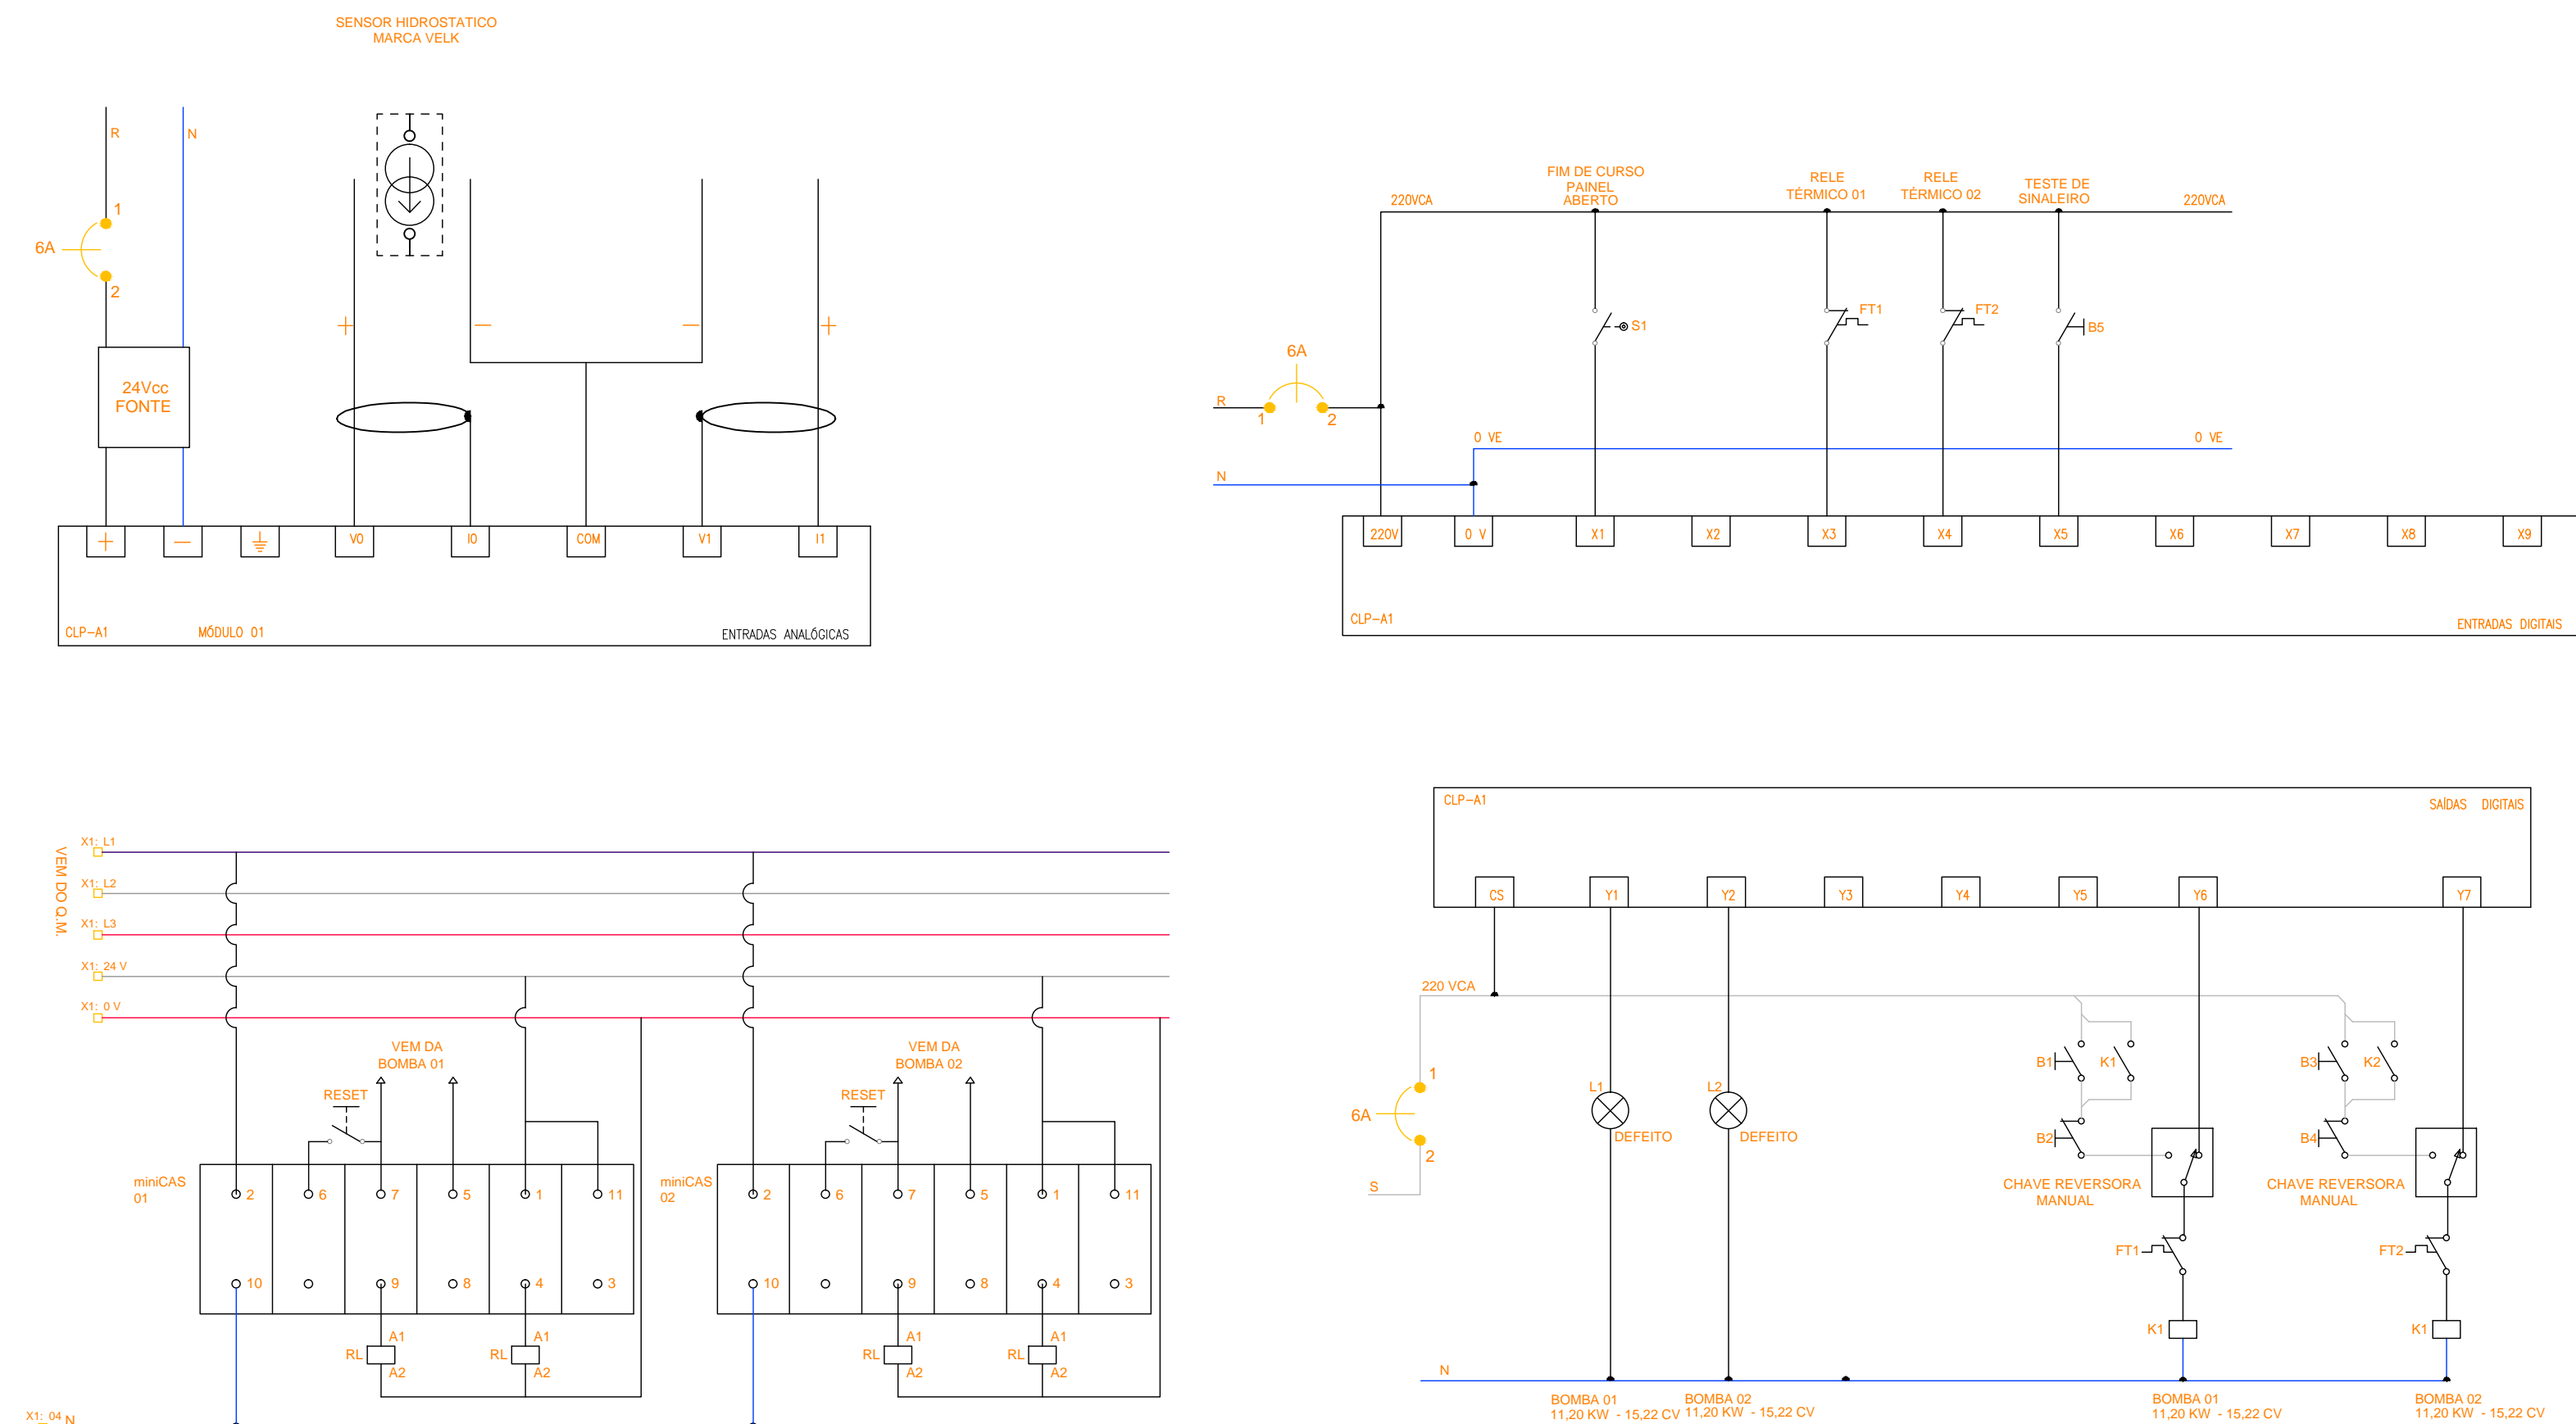 SENSOR HIDROSTATICO
MARCA VELK
R
N
1
6A
2
24Vcc
FONTE
+
—
—
+
+
—
V0
I0
COM
V1
I1
CLP-A1
MÓDULO 01
ENTRADAS ANALÓGICAS
220VCA
FIM DE CURSO
PAINEL
ABERTO
RELE
TÉRMICO 01
RELE
TÉRMICO 02
TESTE DE
SINALEIRO
220VCA
S1
FT1
FT2
B5
6A
R
1
2
0 VE
0 VE
N
220V
0 V
X1
X2
X3
X4
X5
X6
X7
X8
X9
CLP-A1
ENTRADAS DIGITAIS
VEM DO Q.M.
X1: L1
X1: L2
X1: L3
X1: 24 V
X1: 0 V
VEM DA
BOMBA 01
RESET
miniCAS
01
2
6
7
5
1
11
10
9
8
4
3
A1
RL
A2
A1
RL
A2
VEM DA
BOMBA 02
RESET
miniCAS
02
2
6
7
5
1
11
10
9
8
4
3
A1
RL
A2
A1
RL
A2
X1: 04 N
CLP-A1
SAÍDAS DIGITAIS
CS
Y1
Y2
Y3
Y4
Y5
Y6
Y7
220 VCA
1
6A
2
S
L1
DEFEITO
L2
DEFEITO
B1
K1
B2
CHAVE REVERSORA
MANUAL
FT1
K1
B3
K2
B4
CHAVE REVERSORA
MANUAL
FT2
K1
N
BOMBA 01
11,20 KW - 15,22 CV
BOMBA 02
11,20 KW - 15,22 CV
BOMBA 01
11,20 KW - 15,22 CV
BOMBA 02
11,20 KW - 15,22 CV